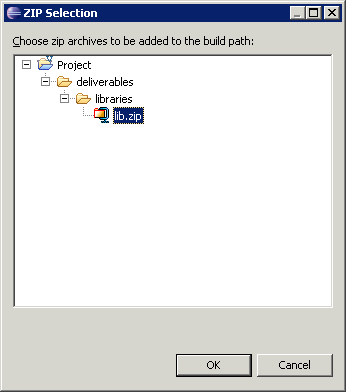 ZIP Selection
Choose zip archives to be added to the build path:
Project
deliverables
libraries
lib.zip
OK
Cancel